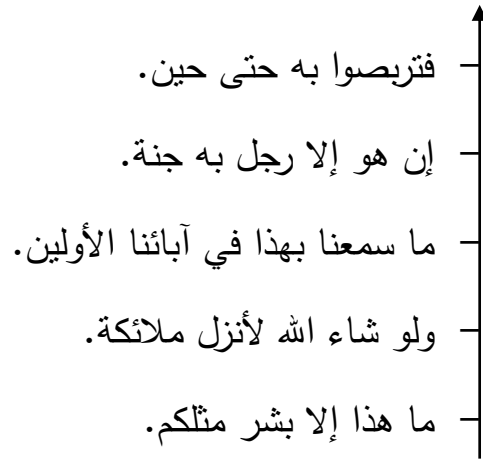 فتربصوا به حتى حين.
إن هو إلا رجل به جنة.
ما سمعنا بهذا في آبائنا الأولين.
ولو شاء الله لأنزل ملائكة.
ما هذا إلا بشر مثلكم.